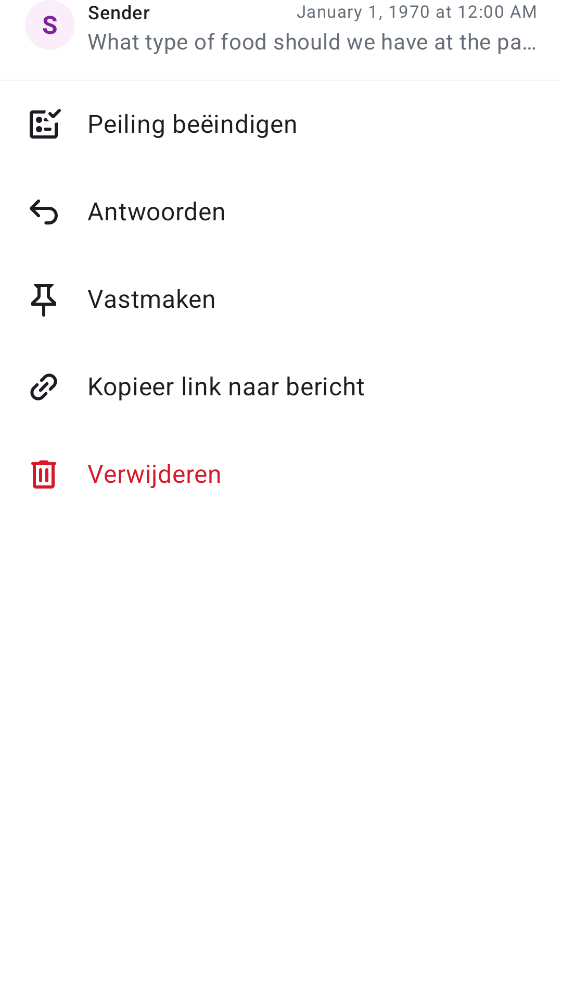 S
Sender
January 1, 1970 at 12:00 AM
What type of food should we have at the pa…
Peiling beëindigen
Antwoorden
Vastmaken
Kopieer link naar bericht
Verwijderen